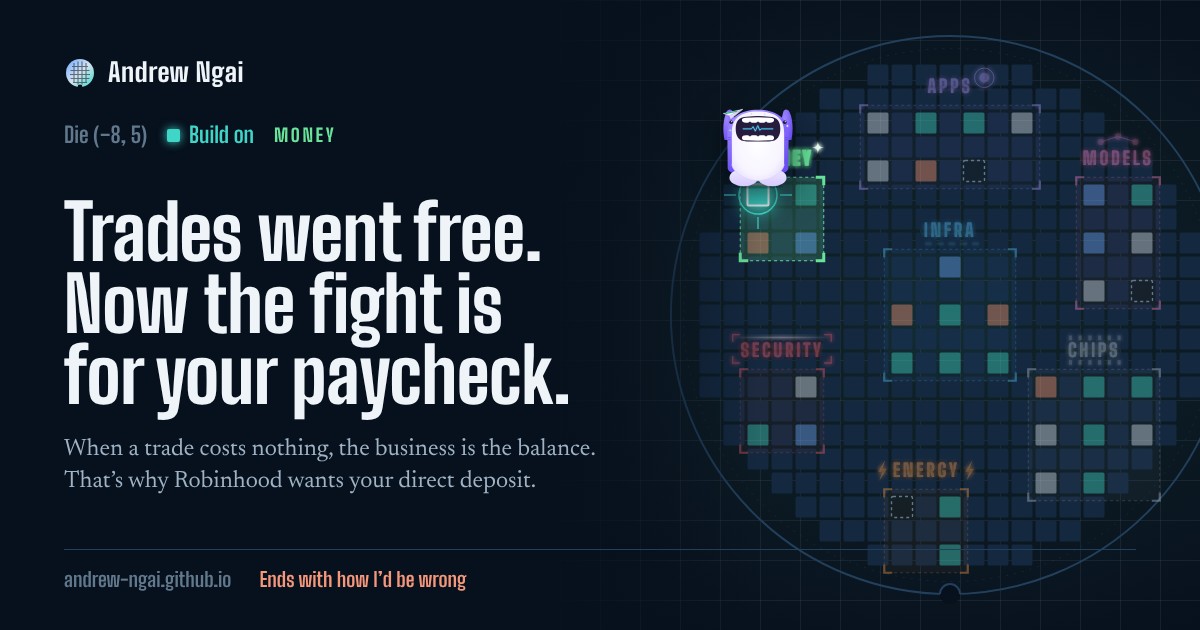 Andrew Ngai
Die (−8, 5) Build on MONEY
Trades went free.
Now the fight is
for your paycheck.
When a trade costs nothing, the business is the balance.
That’s why Robinhood wants your direct deposit.
andrew-ngai.github.io Ends with how I’d be wrong
APPS
EY
MODELS
INFRA
SECURITY
CHIPS
ENERGY